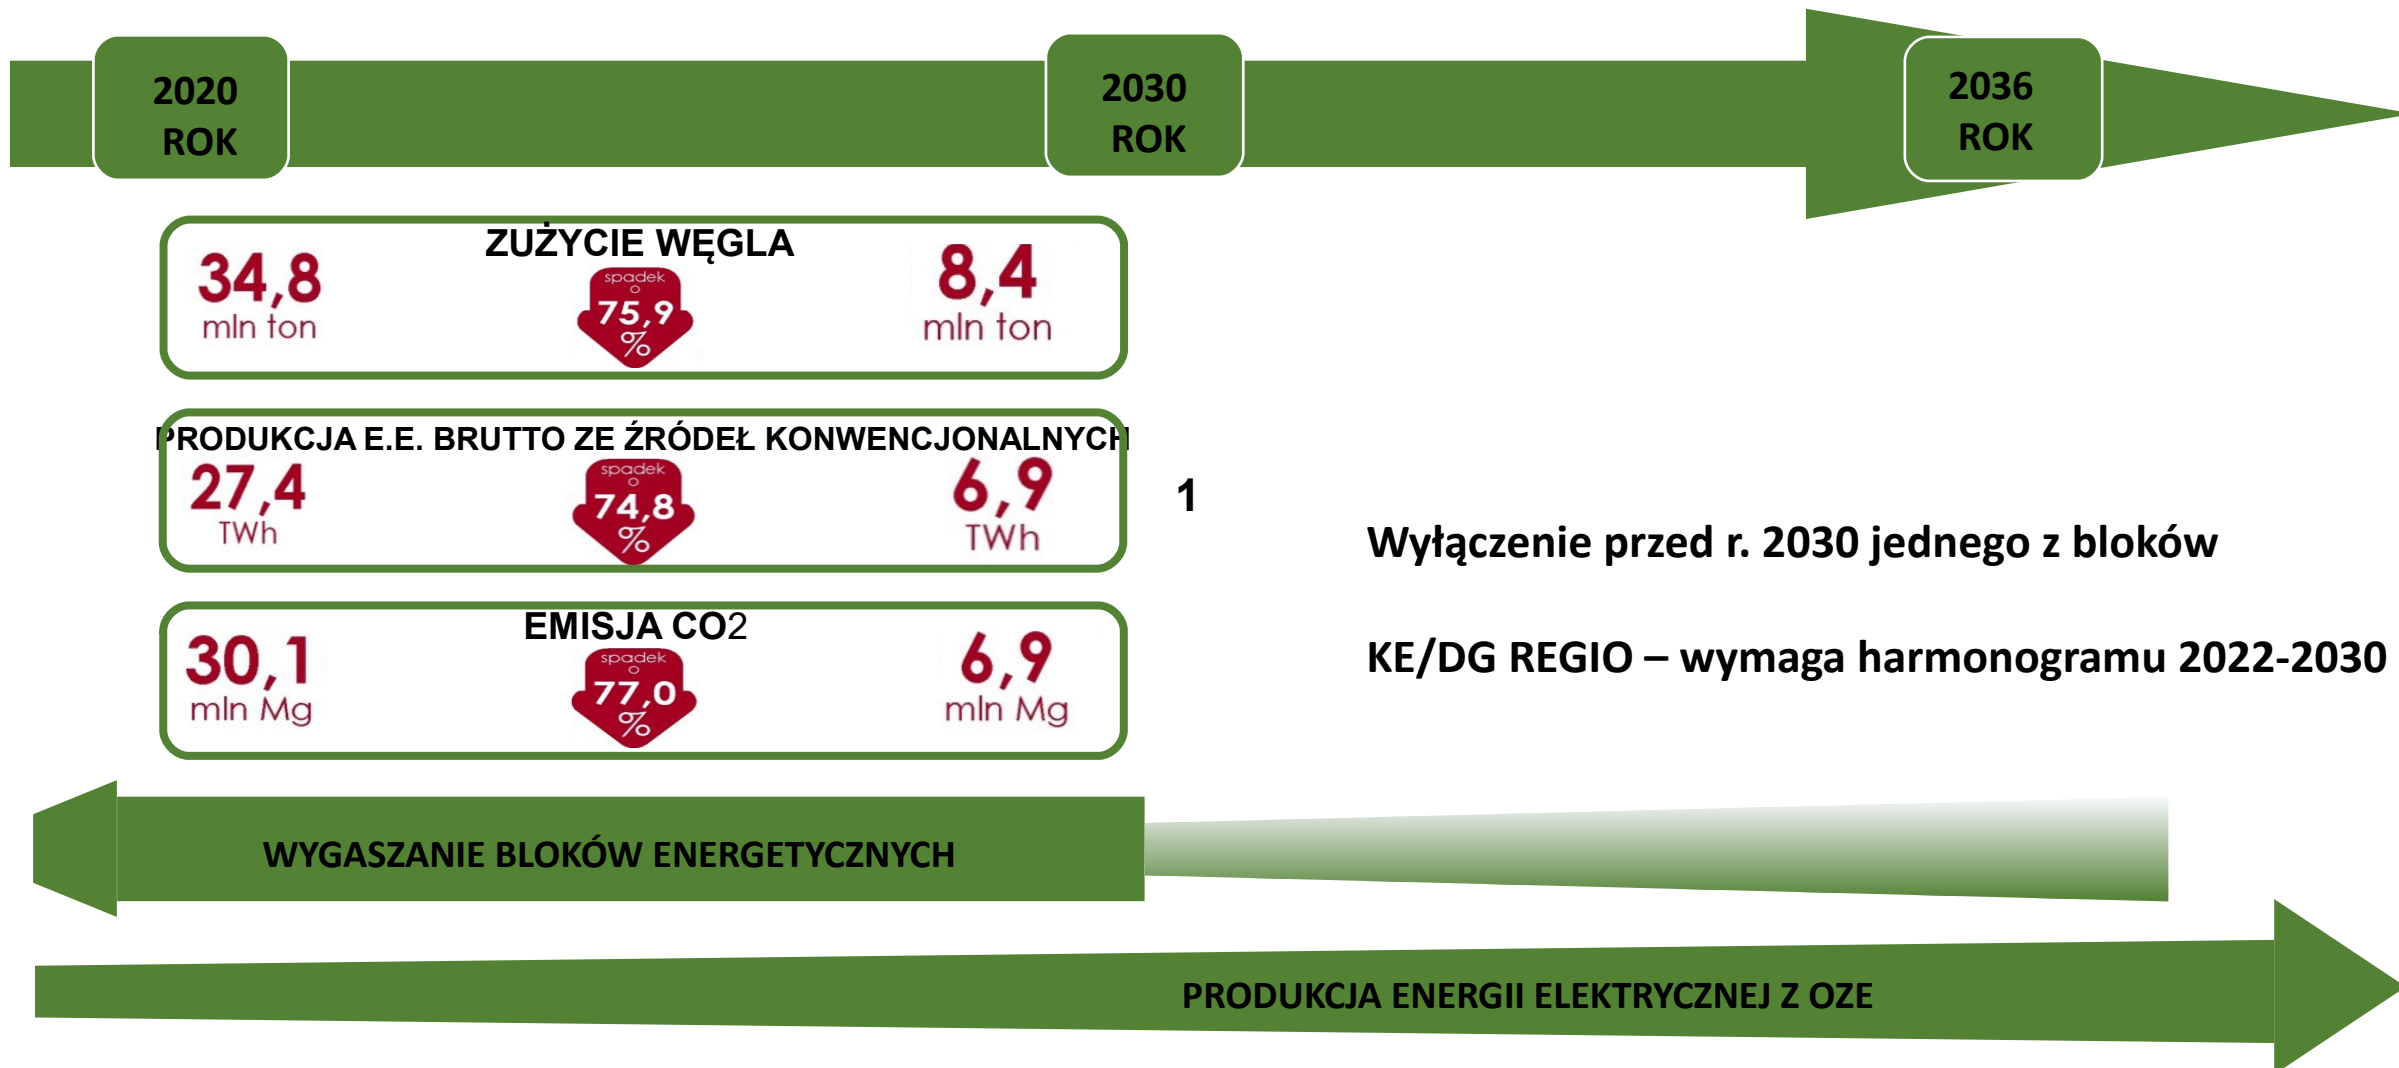 2020
ROK
2030
ROK
2036
ROK
ZUŻYCIE WĘGLA
34,8
mln ton
spadek
o
75,9
%
8,4
mln ton
PRODUKCJA E.E. BRUTTO ZE ŹRÓDEŁ KONWENCJONALNYCH
27,4
TWh
spadek
o
74,8
%
6,9
TWh
1
Wyłączenie przed r. 2030 jednego z bloków
KE/DG REGIO – wymaga harmonogramu 2022-2030
EMISJA CO2
30,1
mln Mg
spadek
o
77,0
%
6,9
mln Mg
WYGASZANIE BLOKÓW ENERGETYCZNYCH
PRODUKCJA ENERGII ELEKTRYCZNEJ Z OZE